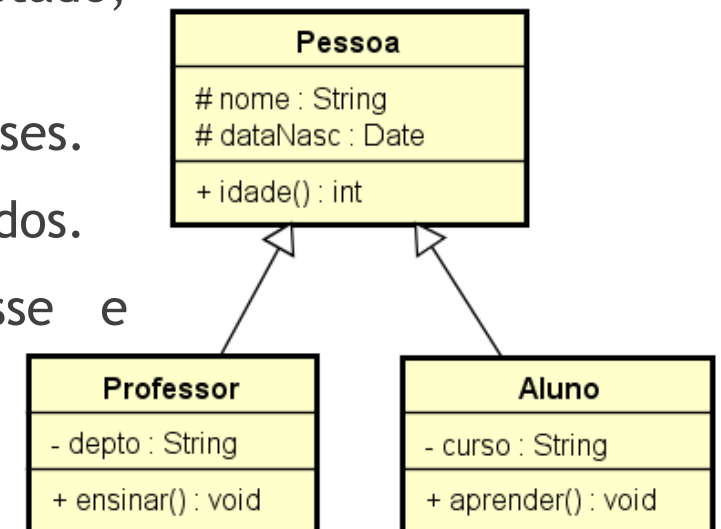 ses.
dos.
sse e
Pessoa
# nome : String
# dataNasc : Date
+ idade() : int
Professor
- depto : String
+ ensinar() : void
Aluno
- curso : String
+ aprender() : void